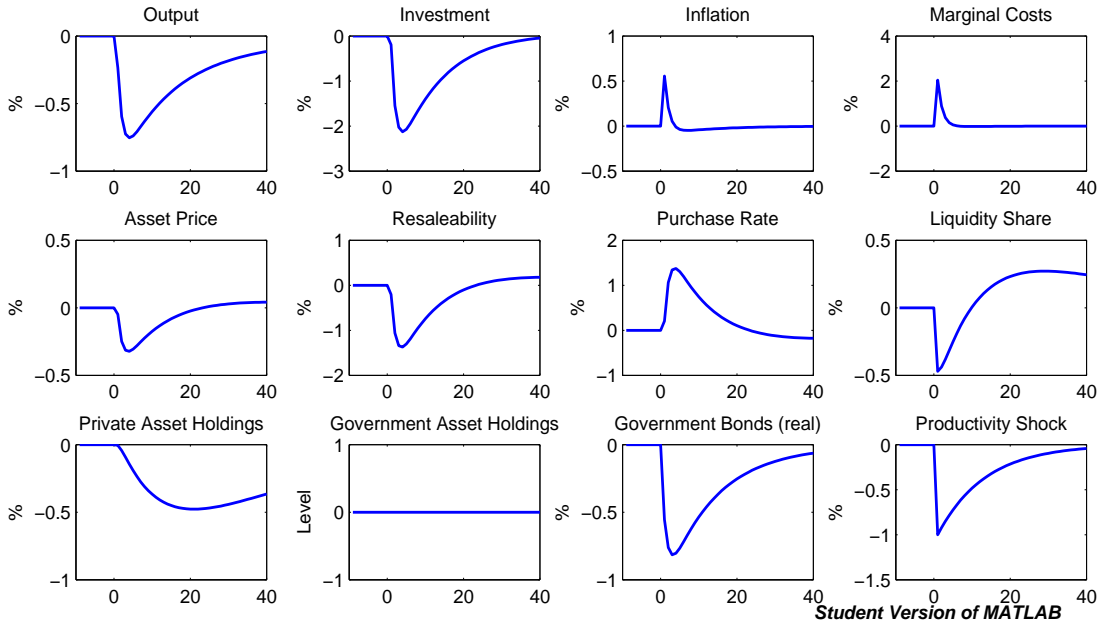 Output Investment Inflation Marginal Costs
0 −0.5 −1 % 0 20 40
0 −1 −2 −3 % 0 20 40
1 0.5 0 −0.5 % 0 20 40
4 2 0 −2 % 0 20 40
Asset Price Resaleability Purchase Rate Liquidity Share
0.5 0 −0.5 % 0 20 40
1 0 −1 −2 % 0 20 40
2 1 0 −1 % 0 20 40
0.5 0 −0.5 % 0 20 40
Private Asset Holdings Government Asset Holdings Government Bonds (real) Productivity Shock
0 −0.5 −1 % 0 20 40
1 0 −1 Level 0 20 40
0 −0.5 −1 % 0 20 40
0 −0.5 −1 −1.5 % 0 20 40
Student Version of MATLAB